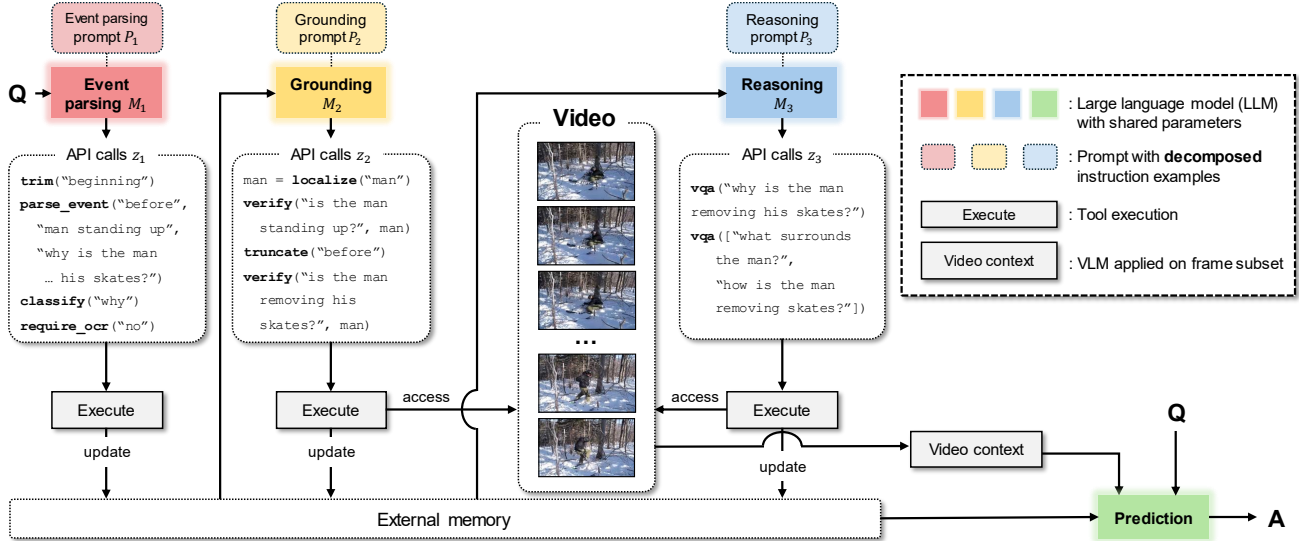 Event parsing
prompt P₁
Grounding
prompt P₂
Reasoning
prompt P₃
Q
Event
parsing M₁
Grounding
M₂
Reasoning
M₃
API calls z₁
trim(“beginning”)
parse_event(“before”,
“man standing up”,
“why is the man
… his skates?”)
classify(“why”)
require_ocr(“no”)
API calls z₂
man = localize(“man”)
verify(“is the man
standing up?”, man)
truncate(“before”)
verify(“is the man
removing his
skates?”, man)
Video
...
API calls z₃
vqa(“why is the man
removing his skates?”)
vqa([“what surrounds
the man?”,
“how is the man
removing skates?”])
: Large language model (LLM)
with shared parameters
: Prompt with decomposed
instruction examples
Execute
: Tool execution
Video context
: VLM applied on frame subset
Execute
Execute
access
access
Execute
update
update
update
Video context
Q
External memory
Prediction
A